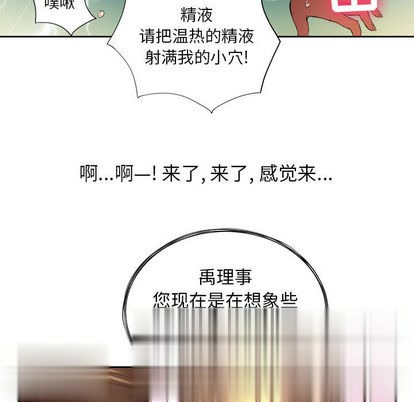 噗啾
精液
请把温热的精液
射满我的小穴!
啊...啊—! 来了, 来了, 感觉来...
禹理事
您现在是在想象些